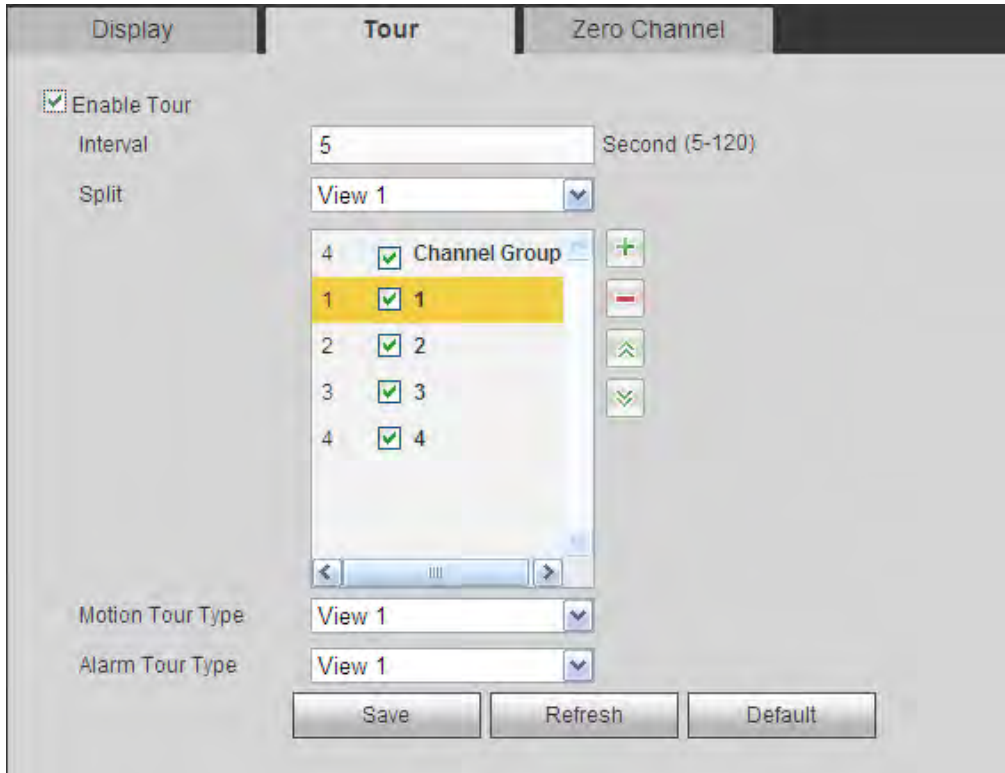 Display Tour Zero Channel
Enable Tour
Interval 5 Second (5-120)
Split View 1
4 Channel Group
1 1
2 2
3 3
4 4
Motion Tour Type View 1
Alarm Tour Type View 1
Save Refresh Default